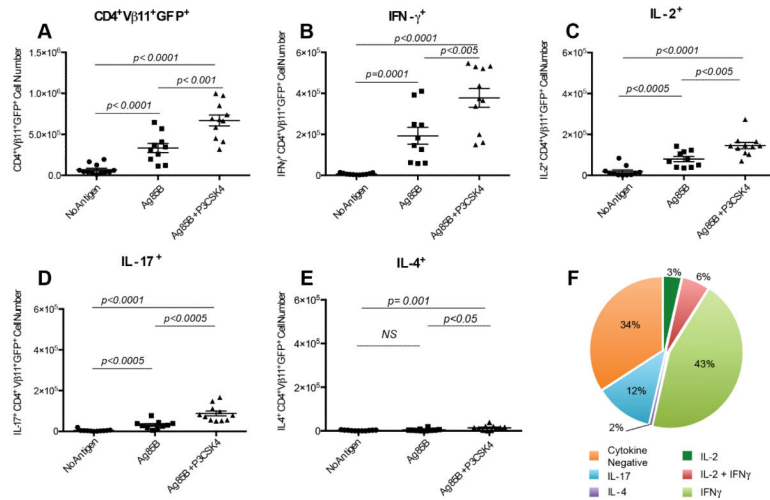 A
CD4⁺Vβ11⁺GFP⁺
CD4⁺Vβ11⁺GFP⁺ Cell Number
1.5×10⁶
1.0×10⁶
5.0×10⁵
0.0
p< 0.0001
p< 0.001
p< 0.0001
No Antigen
Ag85B
Ag85B +P3CSK4
B
IFN-γ⁺
IFNγ⁺ CD4⁺Vβ11⁺GFP⁺ Cell Number
6×10⁵
4×10⁵
2×10⁵
0
p<0.0001
p<0.005
p=0.0001
No Antigen
Ag85B
Ag85B +P3CSK4
C
IL-2⁺
IL2⁺ CD4⁺Vβ11⁺GFP⁺ Cell Number
6×10⁵
4×10⁵
2×10⁵
0
p<0.0001
p<0.005
p<0.0005
No Antigen
Ag85B
Ag85B +P3CSK4
D
IL-17⁺
IL-17⁺ CD4⁺Vβ11⁺GFP⁺ Cell Number
6×10⁵
4×10⁵
2×10⁵
0
p<0.0001
p<0.0005
p<0.0005
No Antigen
Ag85B
Ag85B +P3CSK4
E
IL-4⁺
IL4⁺ CD4⁺Vβ11⁺GFP⁺ Cell Number
6×10⁵
4×10⁵
2×10⁵
0
p= 0.001
p<0.05
NS
No Antigen
Ag85B
Ag85B +P3CSK4
F
3%
6%
34%
43%
12%
2%
Cytokine
Negative
IL-17
IL-4
IL-2
IL-2 + IFNγ
IFNγ